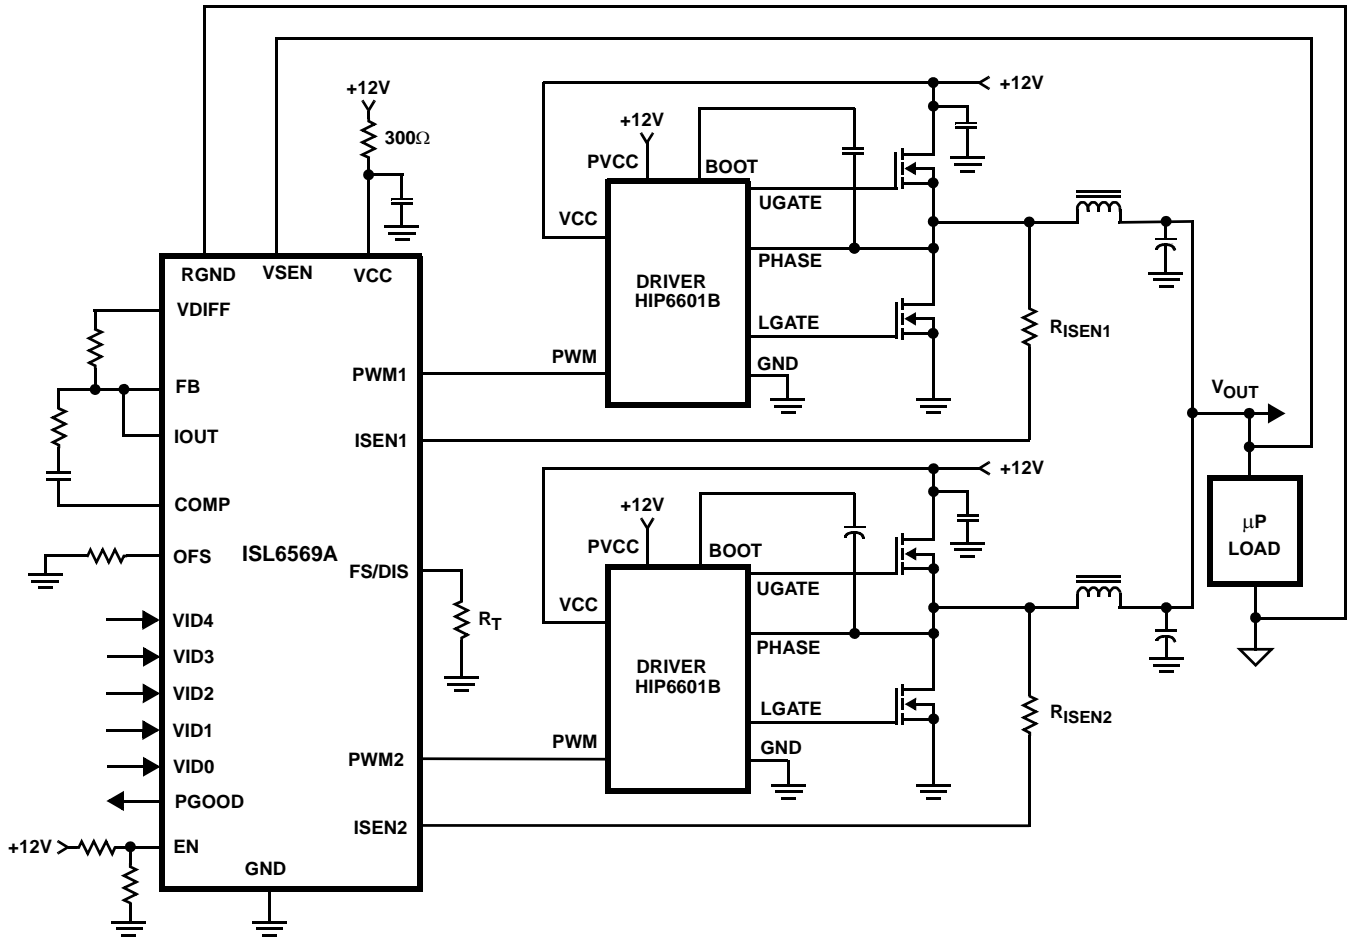 +12V
300Ω
+12V
+12V
PVCC
BOOT
UGATE
VCC
PHASE
DRIVER
HIP6601B
LGATE
GND
PWM
RGND
VSEN
VCC
VDIFF
FB
IOUT
COMP
OFS
ISL6569A
VID4
VID3
VID2
VID1
VID0
PGOOD
+12V
EN
GND
PWM1
ISEN1
FS/DIS
RT
PWM2
ISEN2
RISEN1
VOUT
µP
LOAD
+12V
+12V
PVCC
BOOT
UGATE
VCC
PHASE
DRIVER
HIP6601B
LGATE
GND
PWM
RISEN2